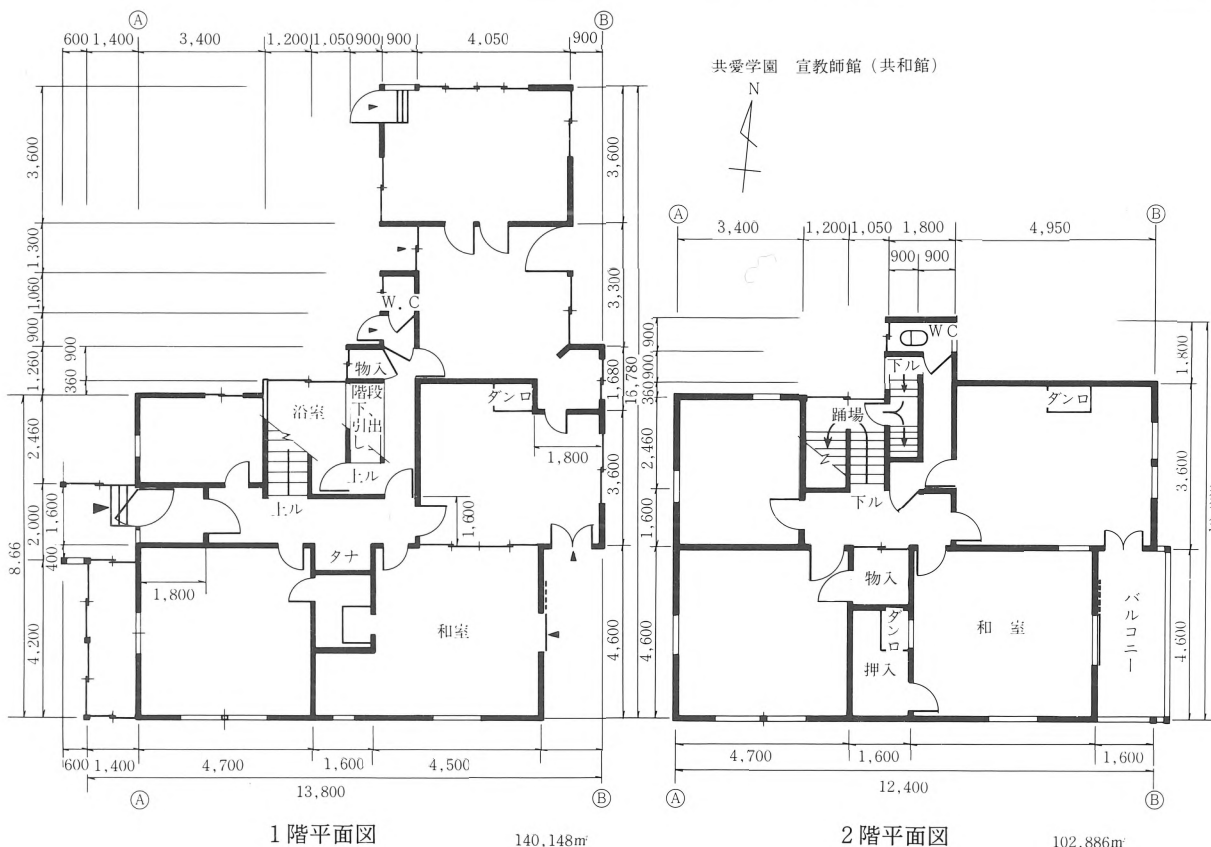 共愛学園　宣教師館（共和館）
N
Ⓐ Ⓑ
600 1,400 3,400 1,200 1,050 900 900 4,050 900
3,600
1,300
1,060
900
900
1,260
360
2,460
2,000
1,600
400
8.66
4,200
3,600
3,300
1,680
16,780
3,600
4,600
W.C
物入
浴室
階段
下、
引出
し、
上ル
上ル
ダンロ
1,800
1,600
タナ
1,800
和室
600 1,400 4,700 1,600 4,500
13,800
Ⓐ Ⓑ
1階平面図
140,148㎡
Ⓐ Ⓑ
3,400 1,200 1,050 1,800 4,950
900 900
900
900
360
2,460
1,600
4,600
1,800
3,600
4,600
WC
下ル
踊場
下ル
ダンロ
物入
ダンロ
押入
和室
バルコニー
4,700 1,600 1,600
12,400
Ⓐ Ⓑ
2階平面図
102,886㎡